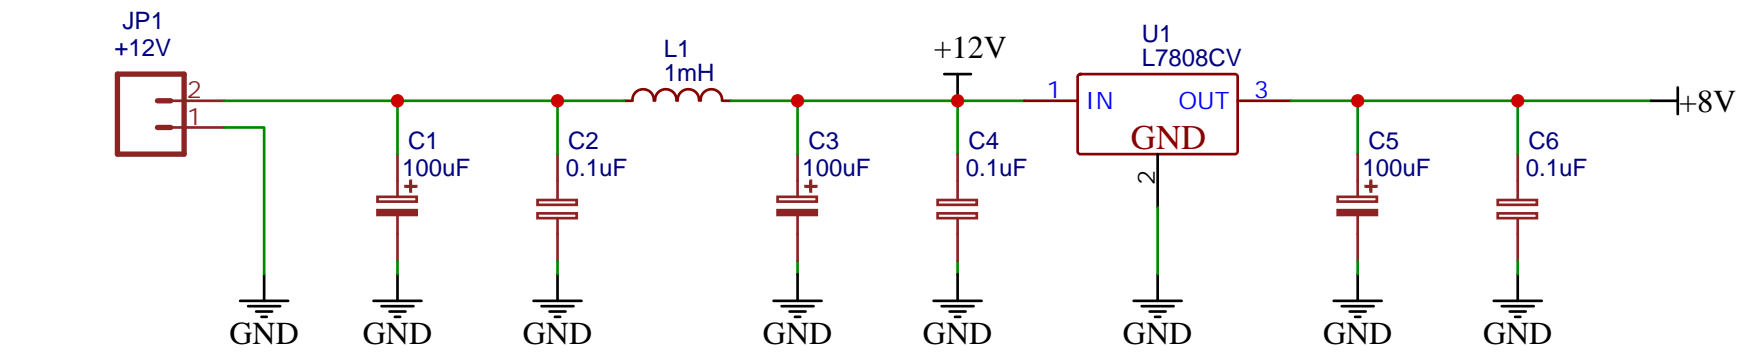 JP1
+12V
2
1
C1
100uF
+
GND
GND
C2
0.1uF
GND
L1
1mH
C3
100uF
+
GND
+12V
C4
0.1uF
GND
U1
L7808CV
1
IN
OUT
3
GND
2
GND
C5
100uF
+
GND
C6
0.1uF
GND
+8V